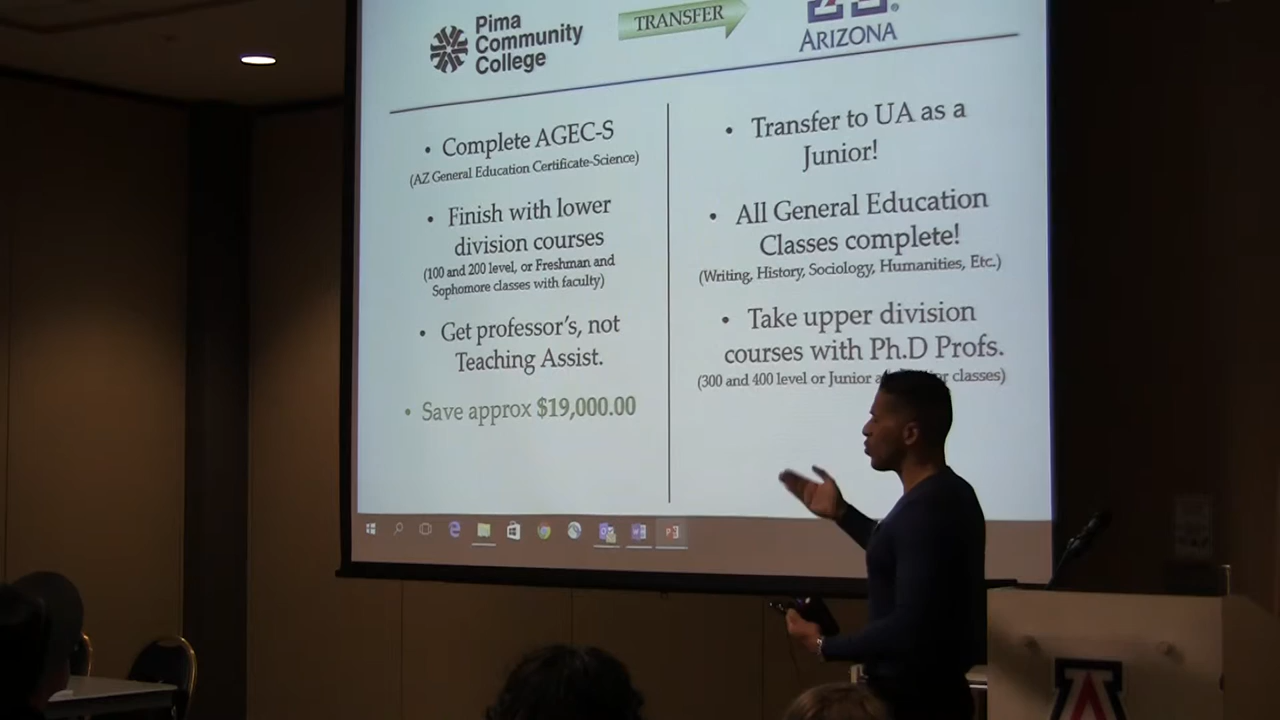 Pima
Community
College
TRANSFER
ARIZONA
• Complete AGEC-S
(AZ General Education Certificate-Science)
• Finish with lower
division courses
(100 and 200 level, or Freshman and
Sophomore classes with faculty)
• Get professor's, not
Teaching Assist.
• Save approx $19,000.00
• Transfer to UA as a
Junior!
• All General Education
Classes complete!
(Writing, History, Sociology, Humanities, Etc.)
• Take upper division
courses with Ph.D Profs.
(300 and 400 level or Junior classes)
A